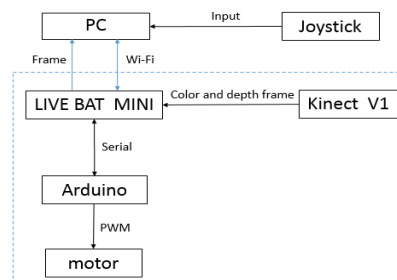 PC
Input
Joystick
Frame
Wi-Fi
LIVE BAT MINI
Color and depth frame
Kinect V1
Serial
Arduino
PWM
motor